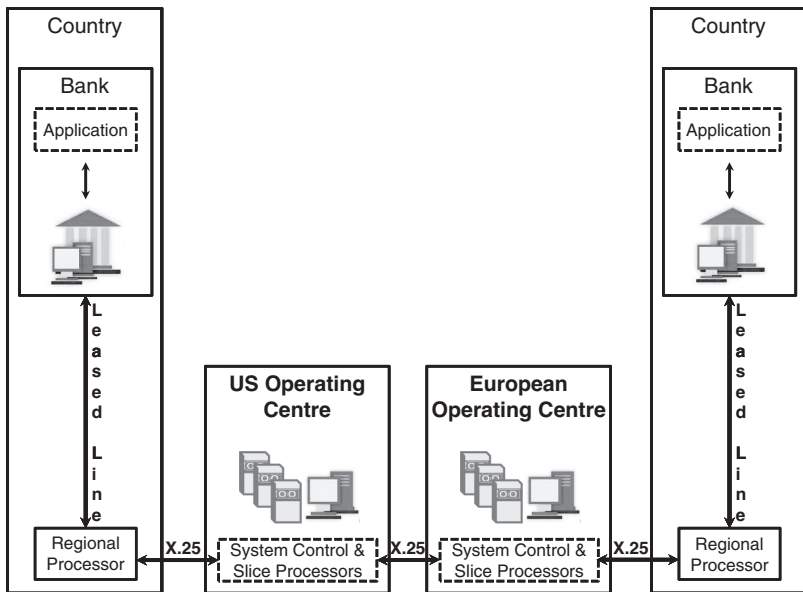 Country
Bank
Application
Leased Line
Regional
Processor
X.25
US Operating
Centre
System Control &
Slice Processors
X.25
European
Operating Centre
System Control &
Slice Processors
X.25
Country
Bank
Application
Leased Line
Regional
Processor